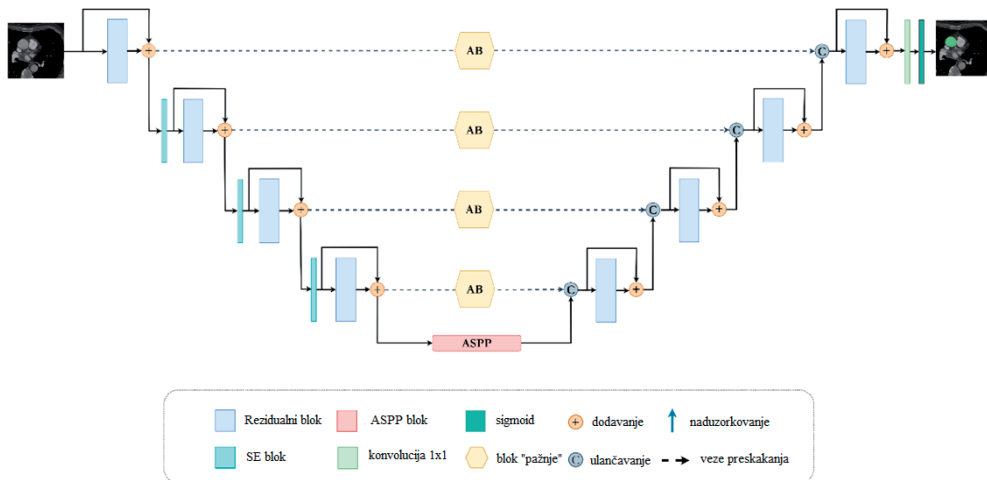 C
AB
C
AB
C
AB
C
AB
ASPP
Rezidualni blok
ASPP blok
sigmoid
dodavanje
naduzorkovanje
SE blok
konvolucija 1x1
blok "pažnje"
C
ulančavanje
veze preskakanja